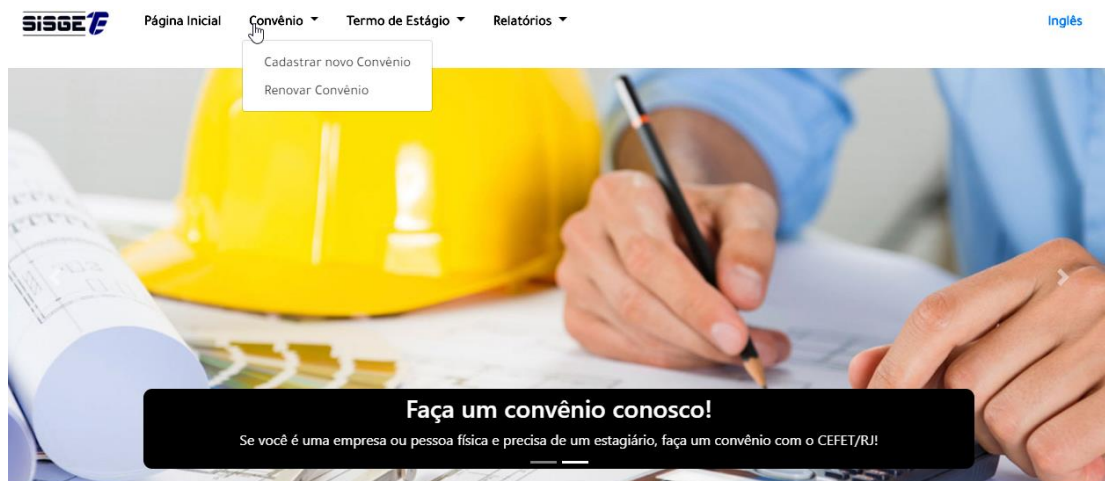 SISGEE
Página Inicial
Convênio
Termo de Estágio
Relatórios
Inglês
Cadastrar novo Convênio
Renovar Convênio
Faça um convênio conosco!
Se você é uma empresa ou pessoa física e precisa de um estagiário, faça um convênio com o CEFET/RJ!